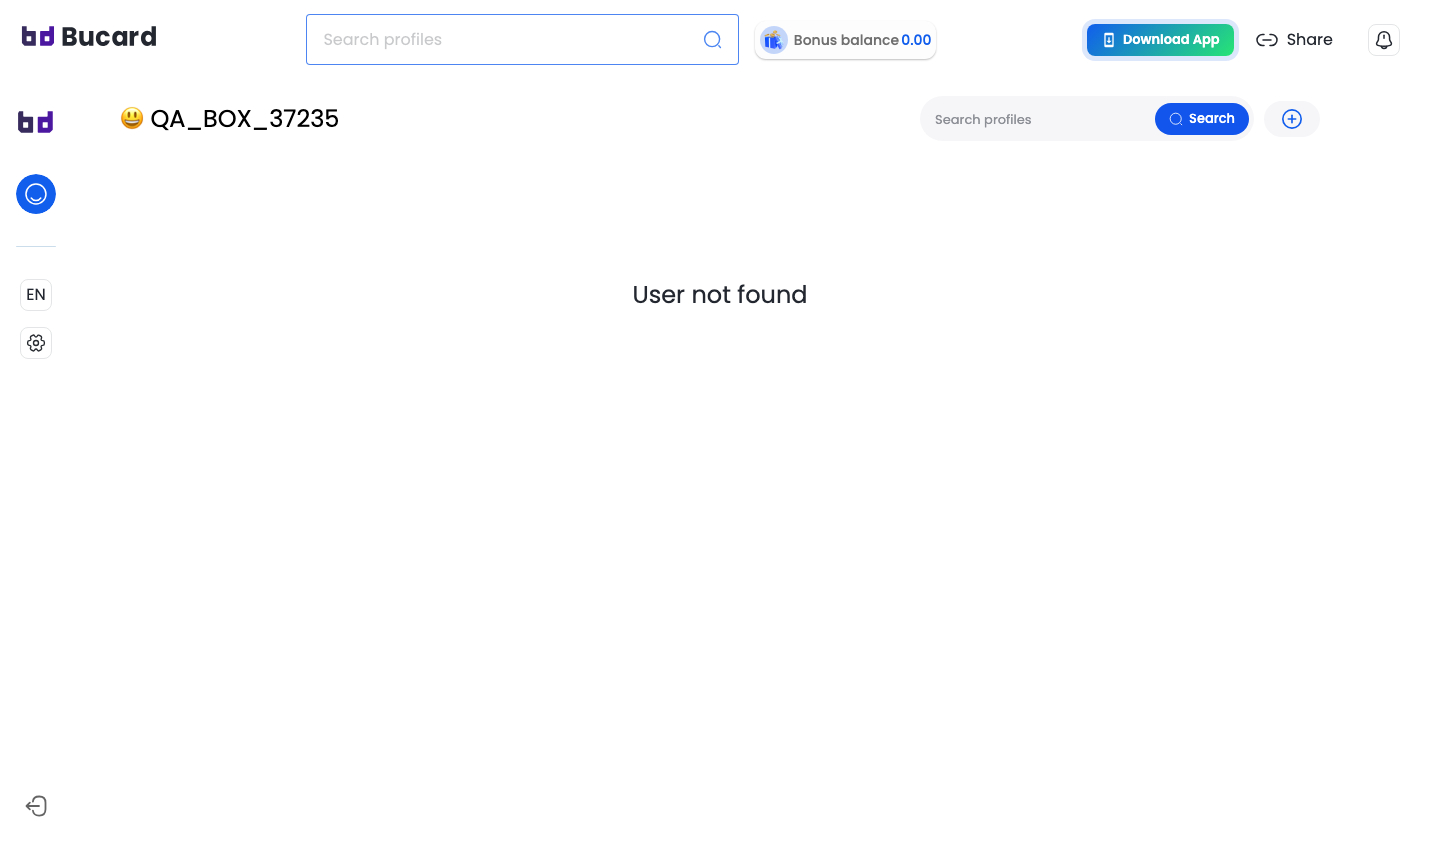 bd Bucard
Search profiles
Bonus balance 0.00
Download App
Share
bd
😃 QA_BOX_37235
Search profiles
Search
EN
User not found